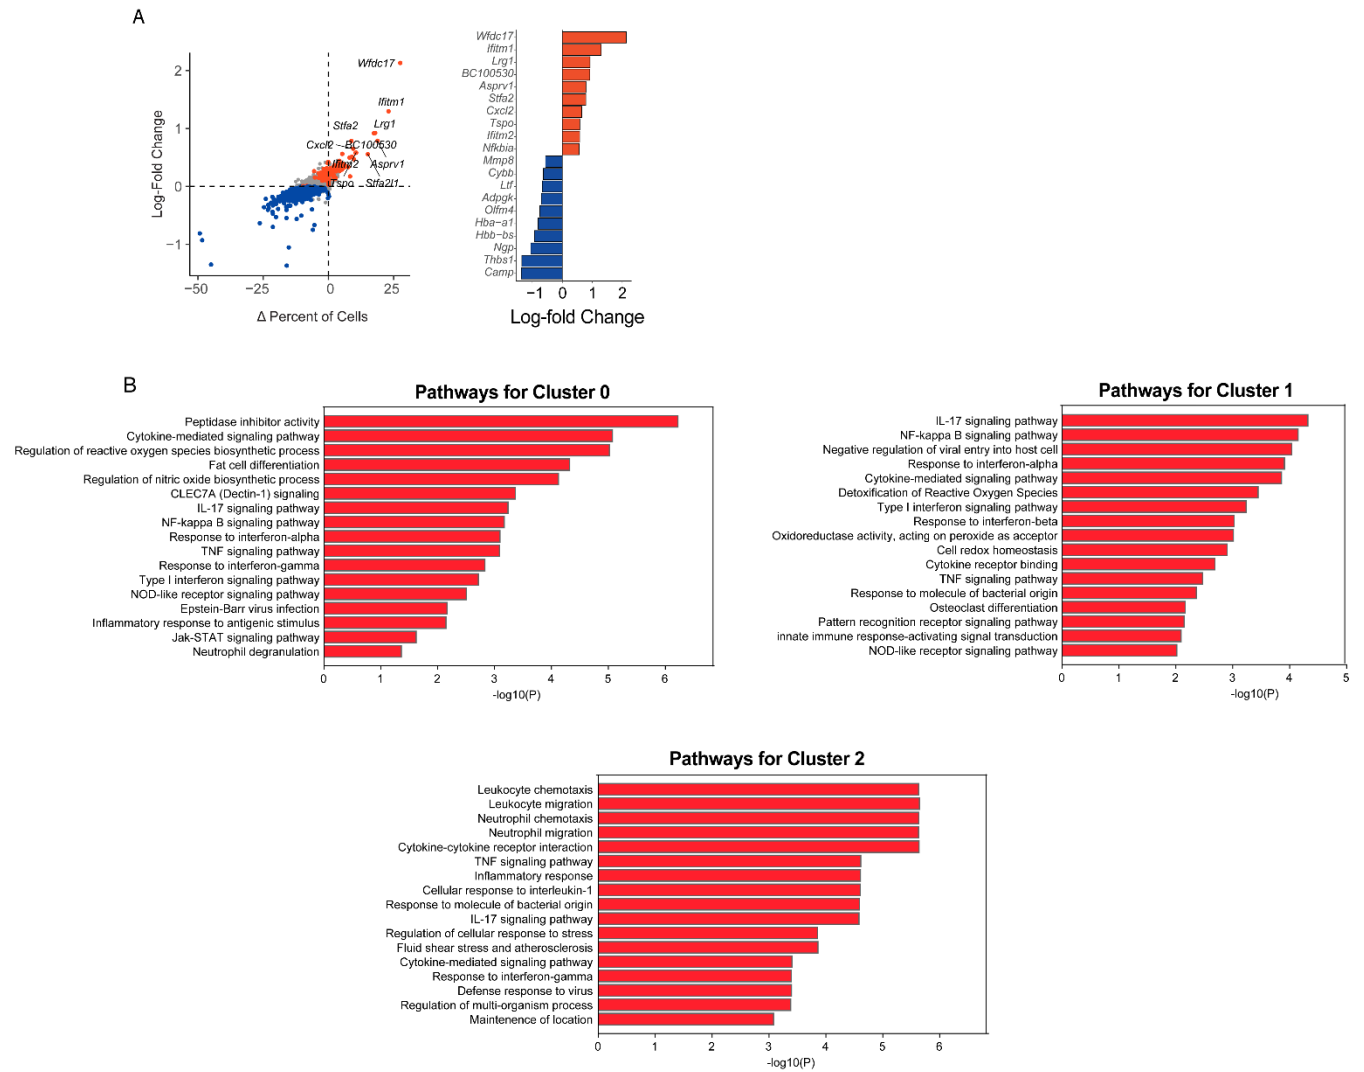 A
Log-Fold Change
2
1
0
−1
Wfdc17
Ifitm1
Stfa2
Lrg1
Cxcl2
BC100530
Ifitm2
Asprv1
Tspo
Stfa2l1
−50
−25
0
25
Δ Percent of Cells
Wfdc17
Ifitm1
Lrg1
BC100530
Asprv1
Stfa2
Cxcl2
Tspo
Ifitm2
Nfkbia
Mmp8
Cybb
Ltf
Adpgk
Olfm4
Hba−a1
Hbb−bs
Ngp
Thbs1
Camp
−1 0 1 2
Log-fold Change
B
Pathways for Cluster 0
Peptidase inhibitor activity
Cytokine-mediated signaling pathway
Regulation of reactive oxygen species biosynthetic process
Fat cell differentiation
Regulation of nitric oxide biosynthetic process
CLEC7A (Dectin-1) signaling
IL-17 signaling pathway
NF-kappa B signaling pathway
Response to interferon-alpha
TNF signaling pathway
Response to interferon-gamma
Type I interferon signaling pathway
NOD-like receptor signaling pathway
Epstein-Barr virus infection
Inflammatory response to antigenic stimulus
Jak-STAT signaling pathway
Neutrophil degranulation
0 1 2 3 4 5 6
-log10(P)
Pathways for Cluster 1
IL-17 signaling pathway
NF-kappa B signaling pathway
Negative regulation of viral entry into host cell
Response to interferon-alpha
Cytokine-mediated signaling pathway
Detoxification of Reactive Oxygen Species
Type I interferon signaling pathway
Response to interferon-beta
Oxidoreductase activity, acting on peroxide as acceptor
Cell redox homeostasis
Cytokine receptor binding
TNF signaling pathway
Response to molecule of bacterial origin
Osteoclast differentiation
Pattern recognition receptor signaling pathway
innate immune response-activating signal transduction
NOD-like receptor signaling pathway
0 1 2 3 4 5
-log10(P)
Pathways for Cluster 2
Leukocyte chemotaxis
Leukocyte migration
Neutrophil chemotaxis
Neutrophil migration
Cytokine-cytokine receptor interaction
TNF signaling pathway
Inflammatory response
Cellular response to interleukin-1
Response to molecule of bacterial origin
IL-17 signaling pathway
Regulation of cellular response to stress
Fluid shear stress and atherosclerosis
Cytokine-mediated signaling pathway
Response to interferon-gamma
Defense response to virus
Regulation of multi-organism process
Maintenence of location
0 1 2 3 4 5 6
-log10(P)